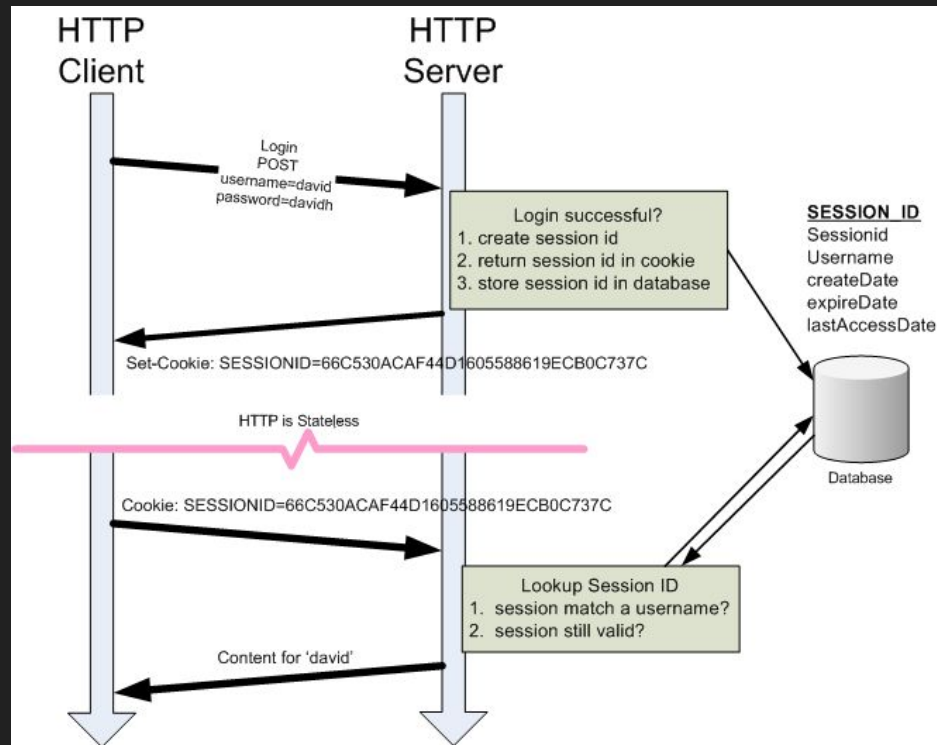 HTTP
Client
HTTP
Server
Login
POST
username=david
password=davidh
Login successful?
1. create session id
2. return session id in cookie
3. store session id in database
SESSION_ID
Sessionid
Username
createDate
expireDate
lastAccessDate
Set-Cookie: SESSIONID=66C530ACAF44D1605588619ECB0C737C
HTTP is Stateless
Database
Cookie: SESSIONID=66C530ACAF44D1605588619ECB0C737C
Lookup Session ID
1. session match a username?
2. session still valid?
Content for 'david'